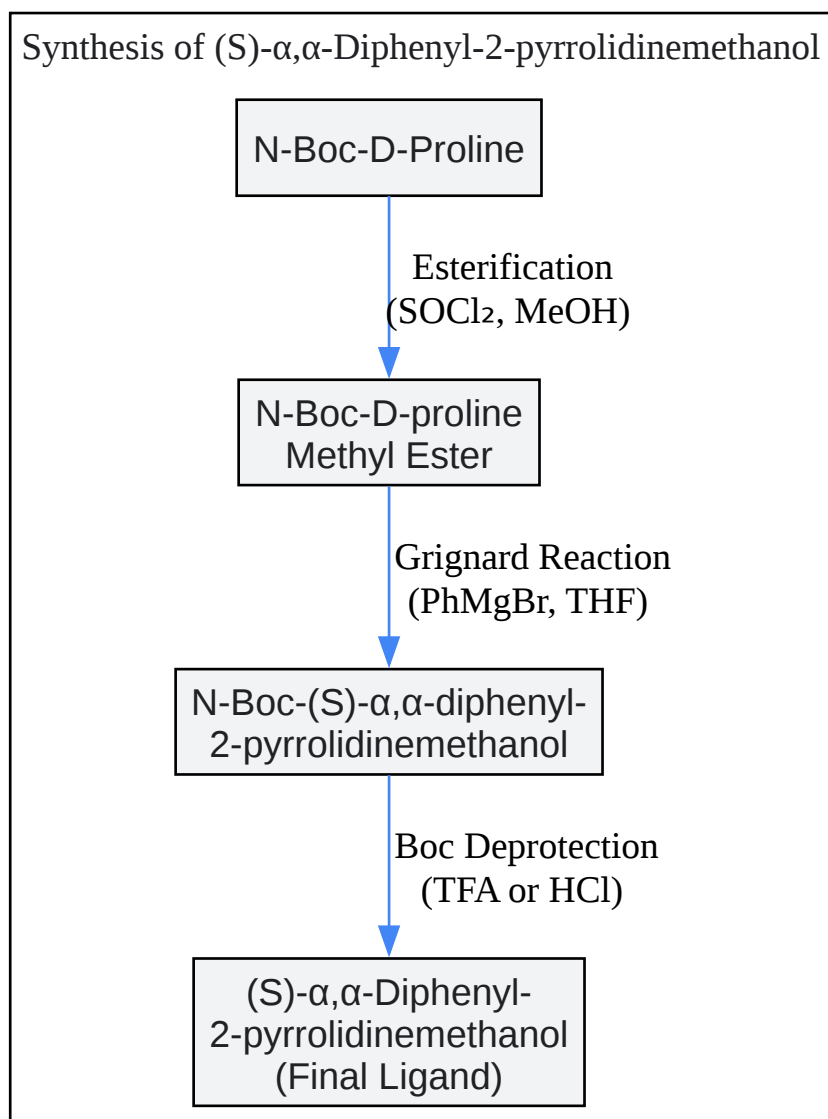 Synthesis of (S)-α,α-Diphenyl-2-pyrrolidinemethanol
N-Boc-D-Proline
Esterification
(SOCl₂, MeOH)
N-Boc-D-proline
Methyl Ester
Grignard Reaction
(PhMgBr, THF)
N-Boc-(S)-α,α-diphenyl-
2-pyrrolidinemethanol
Boc Deprotection
(TFA or HCl)
(S)-α,α-Diphenyl-
2-pyrrolidinemethanol
(Final Ligand)